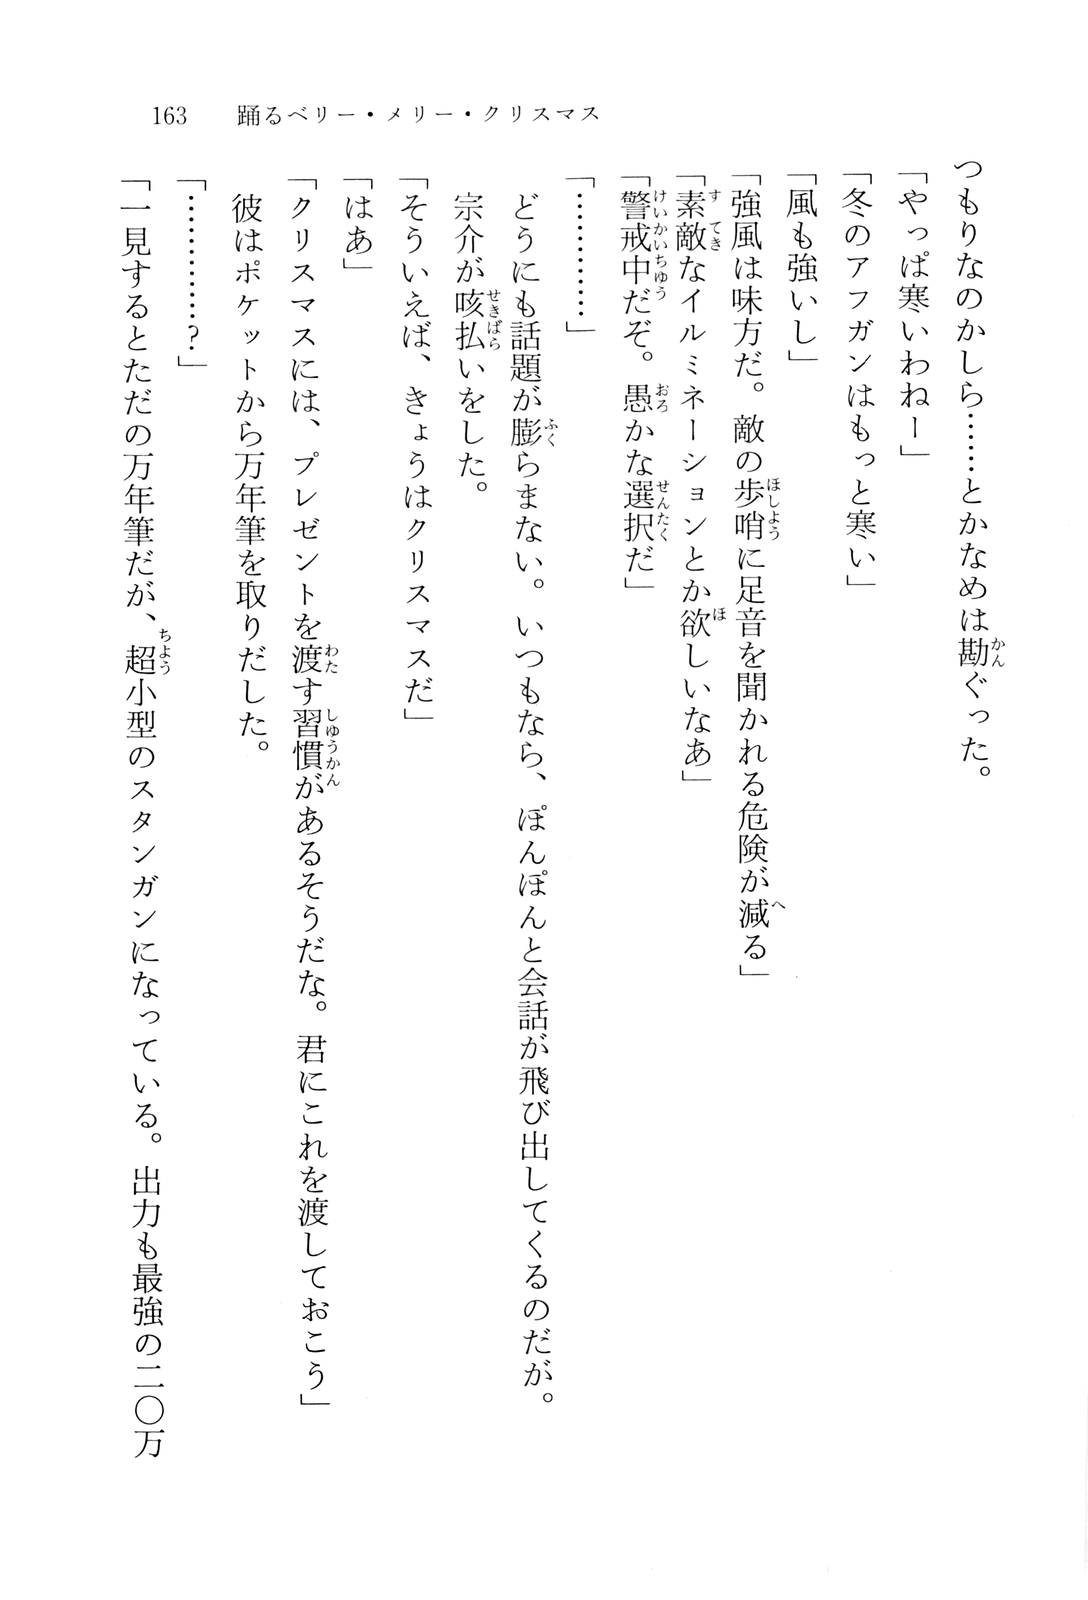 163　踊るベリー・メリー・クリスマス
つもりなのかしら……とかなめは勘ぐった。
「やっぱ寒いわねー」
「冬のアフガンはもっと寒い」
「風も強いし」
「強風は味方だ。敵の歩哨に足音を聞かれる危険が減る」
「素敵なイルミネーションとか欲しいなあ」
「警戒中だぞ。愚かな選択だ」
「…………」
どうにも話題が膨らまない。いつもなら、ぽんぽんと会話が飛び出してくるのだが。
宗介が咳払いをした。
「そういえば、きょうはクリスマスだ」
「はあ」
「クリスマスには、プレゼントを渡す習慣があるそうだな。君にこれを渡しておこう」
彼はポケットから万年筆を取りだした。
「…………？」
「一見するとただの万年筆だが、超小型のスタンガンになっている。出力も最強の二〇万